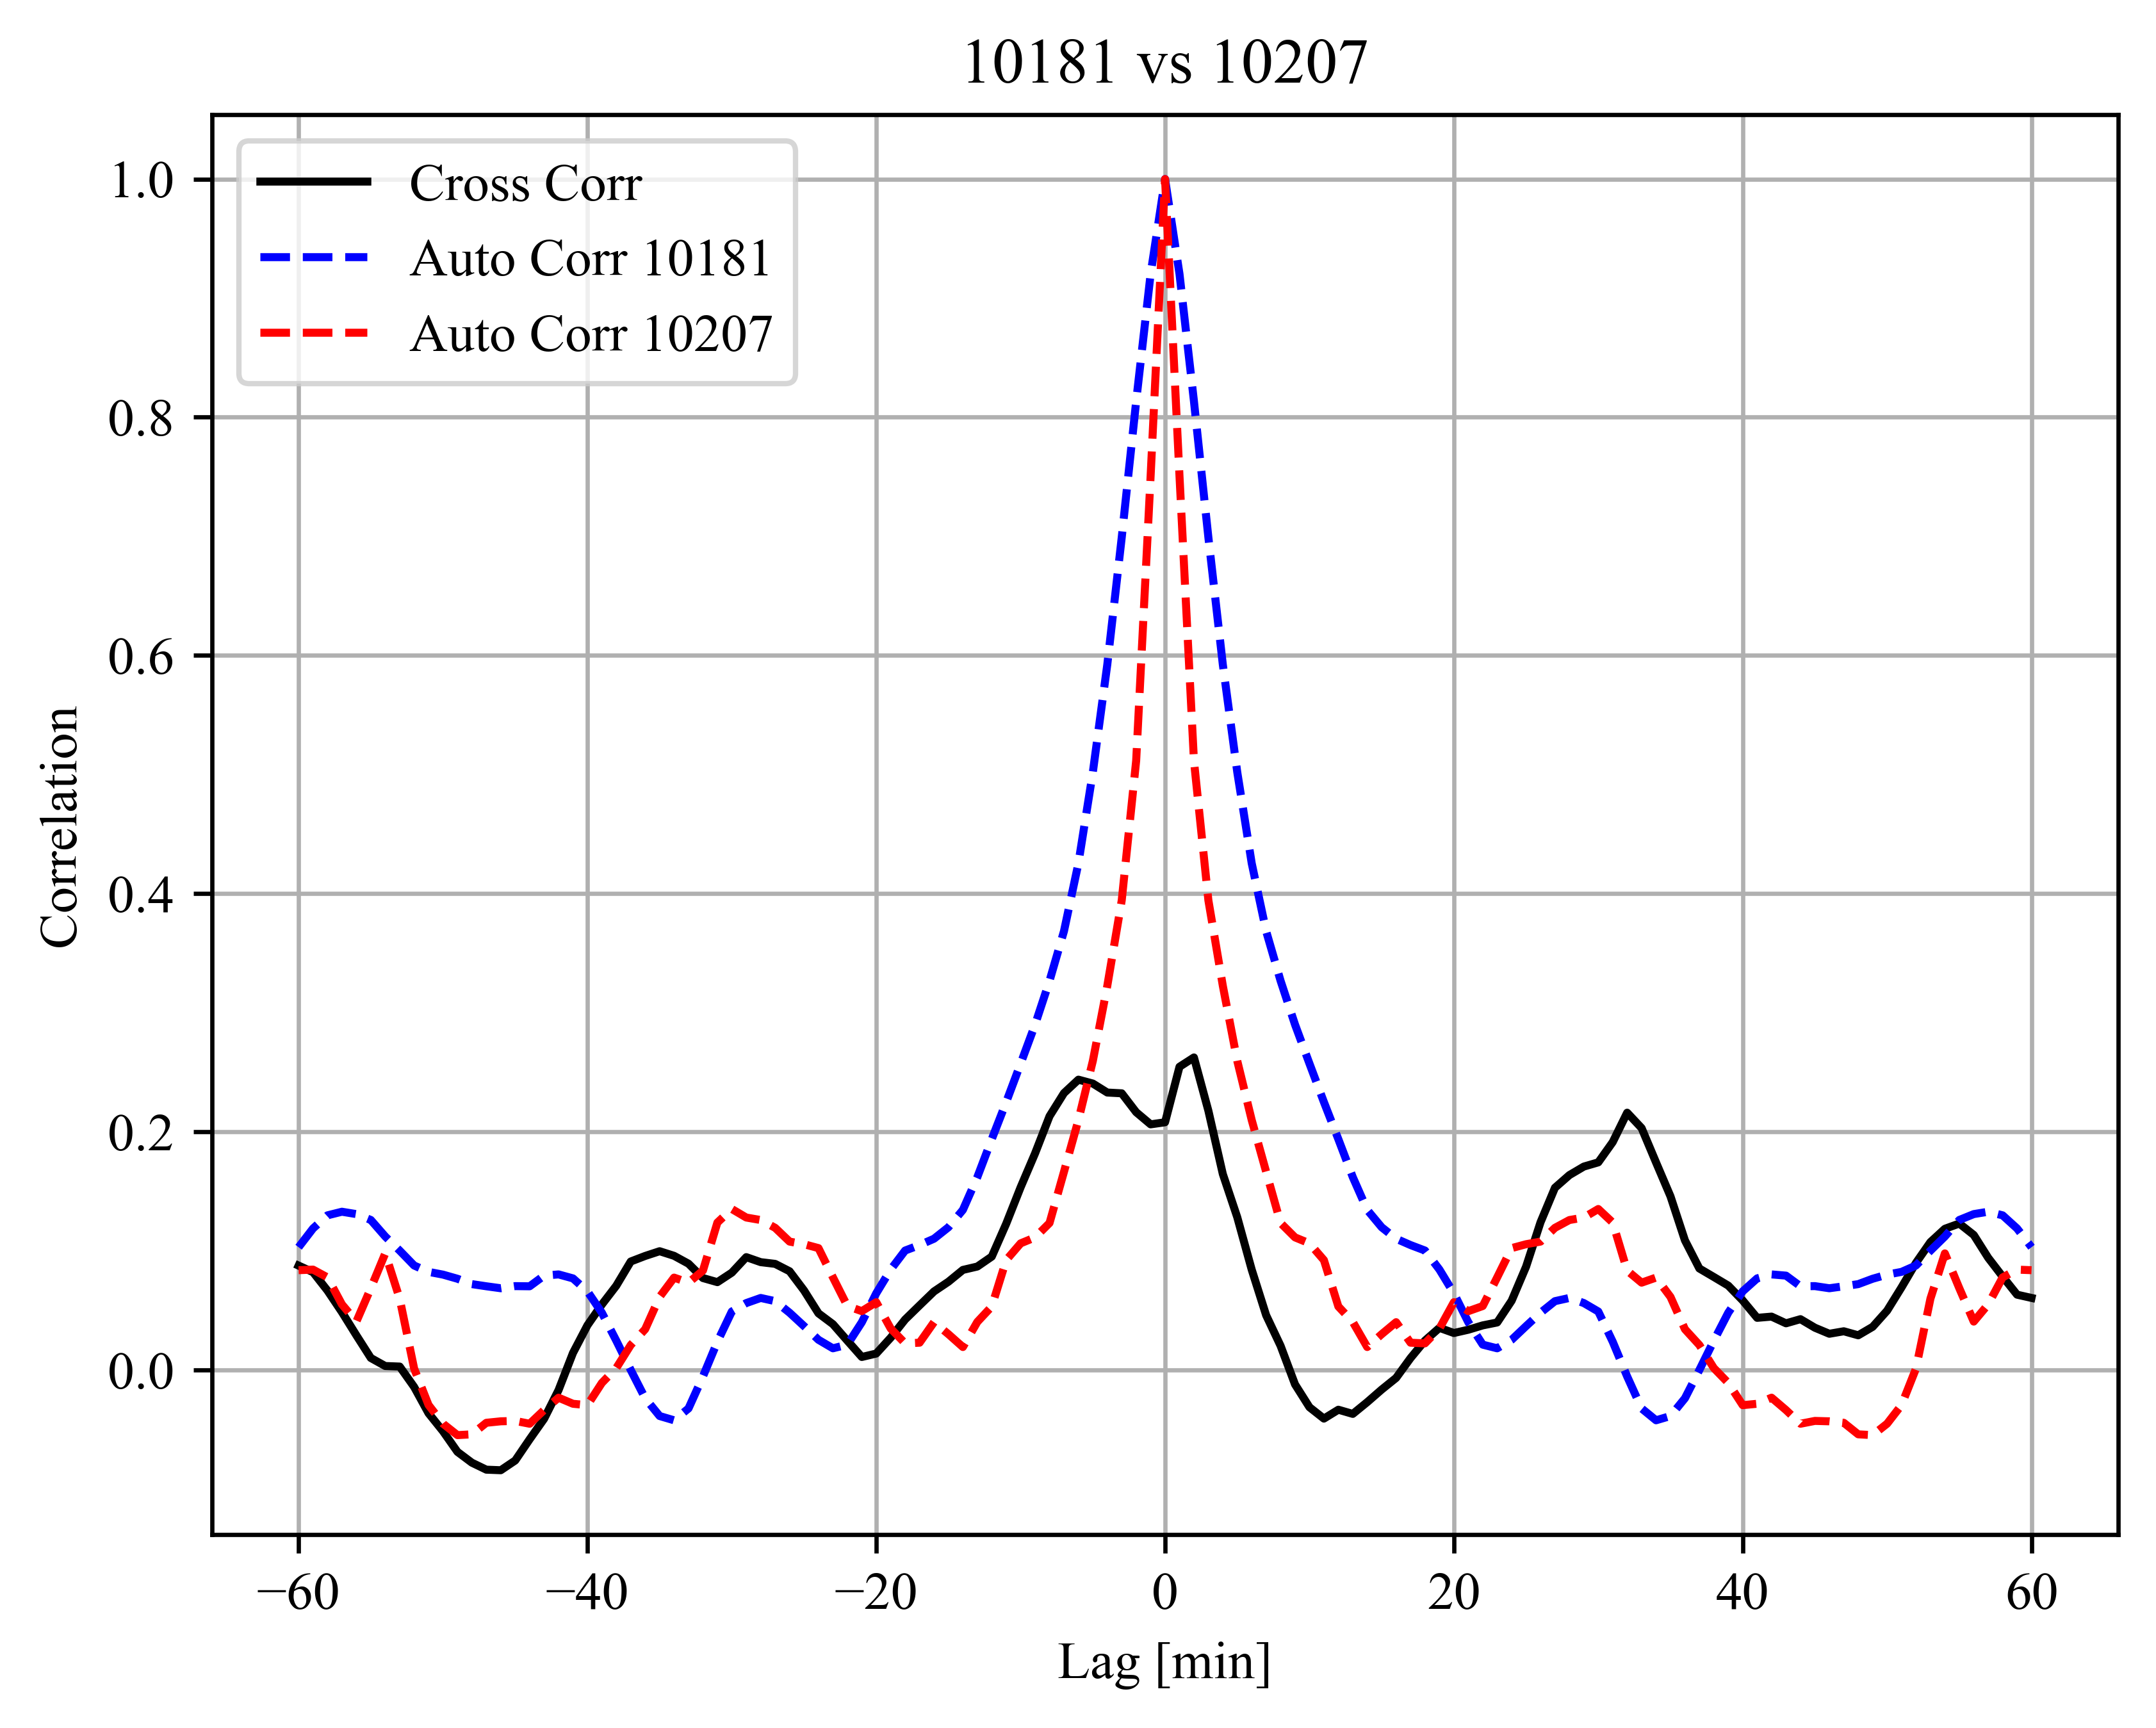 10181 vs 10207
Cross Corr
Auto Corr 10181
Auto Corr 10207
1.0
0.8
0.6
0.4
0.2
0.0
Correlation
−60
−40
−20
0
20
40
60
Lag [min]